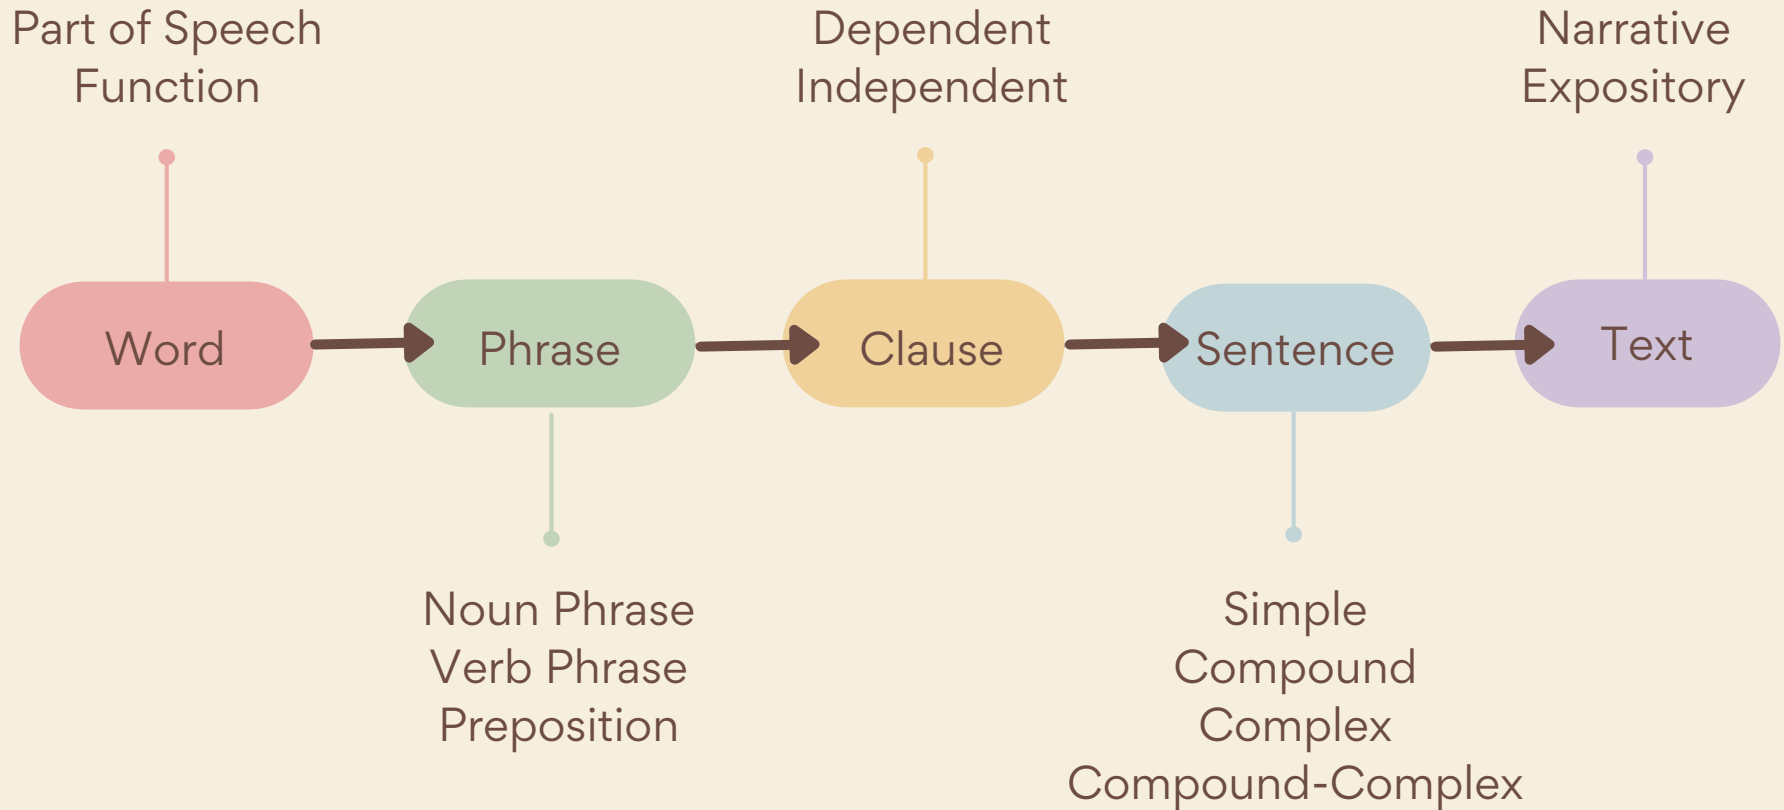 Part of Speech
Function
Dependent
Independent
Narrative
Expository
Word
Phrase
Clause
Sentence
Text
Noun Phrase
Verb Phrase
Preposition
Simple
Compound
Complex
Compound-Complex